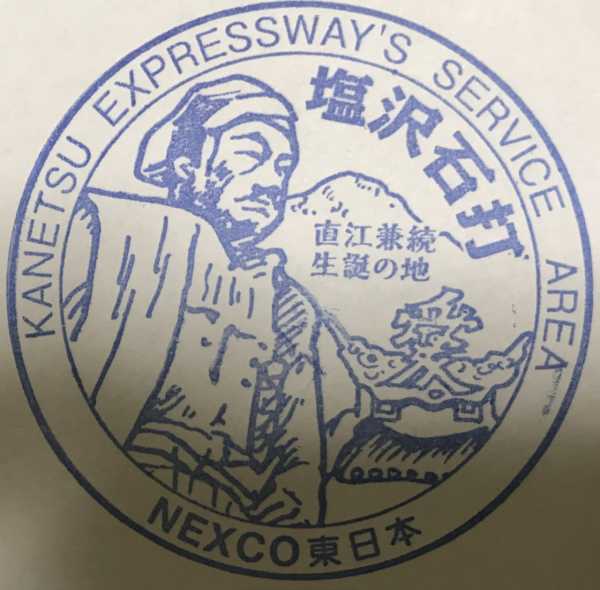 KANETSU EXPRESSWAY'S SERVICE AREA
塩沢石打
直江兼続
生誕の地
愛
NEXCO東日本